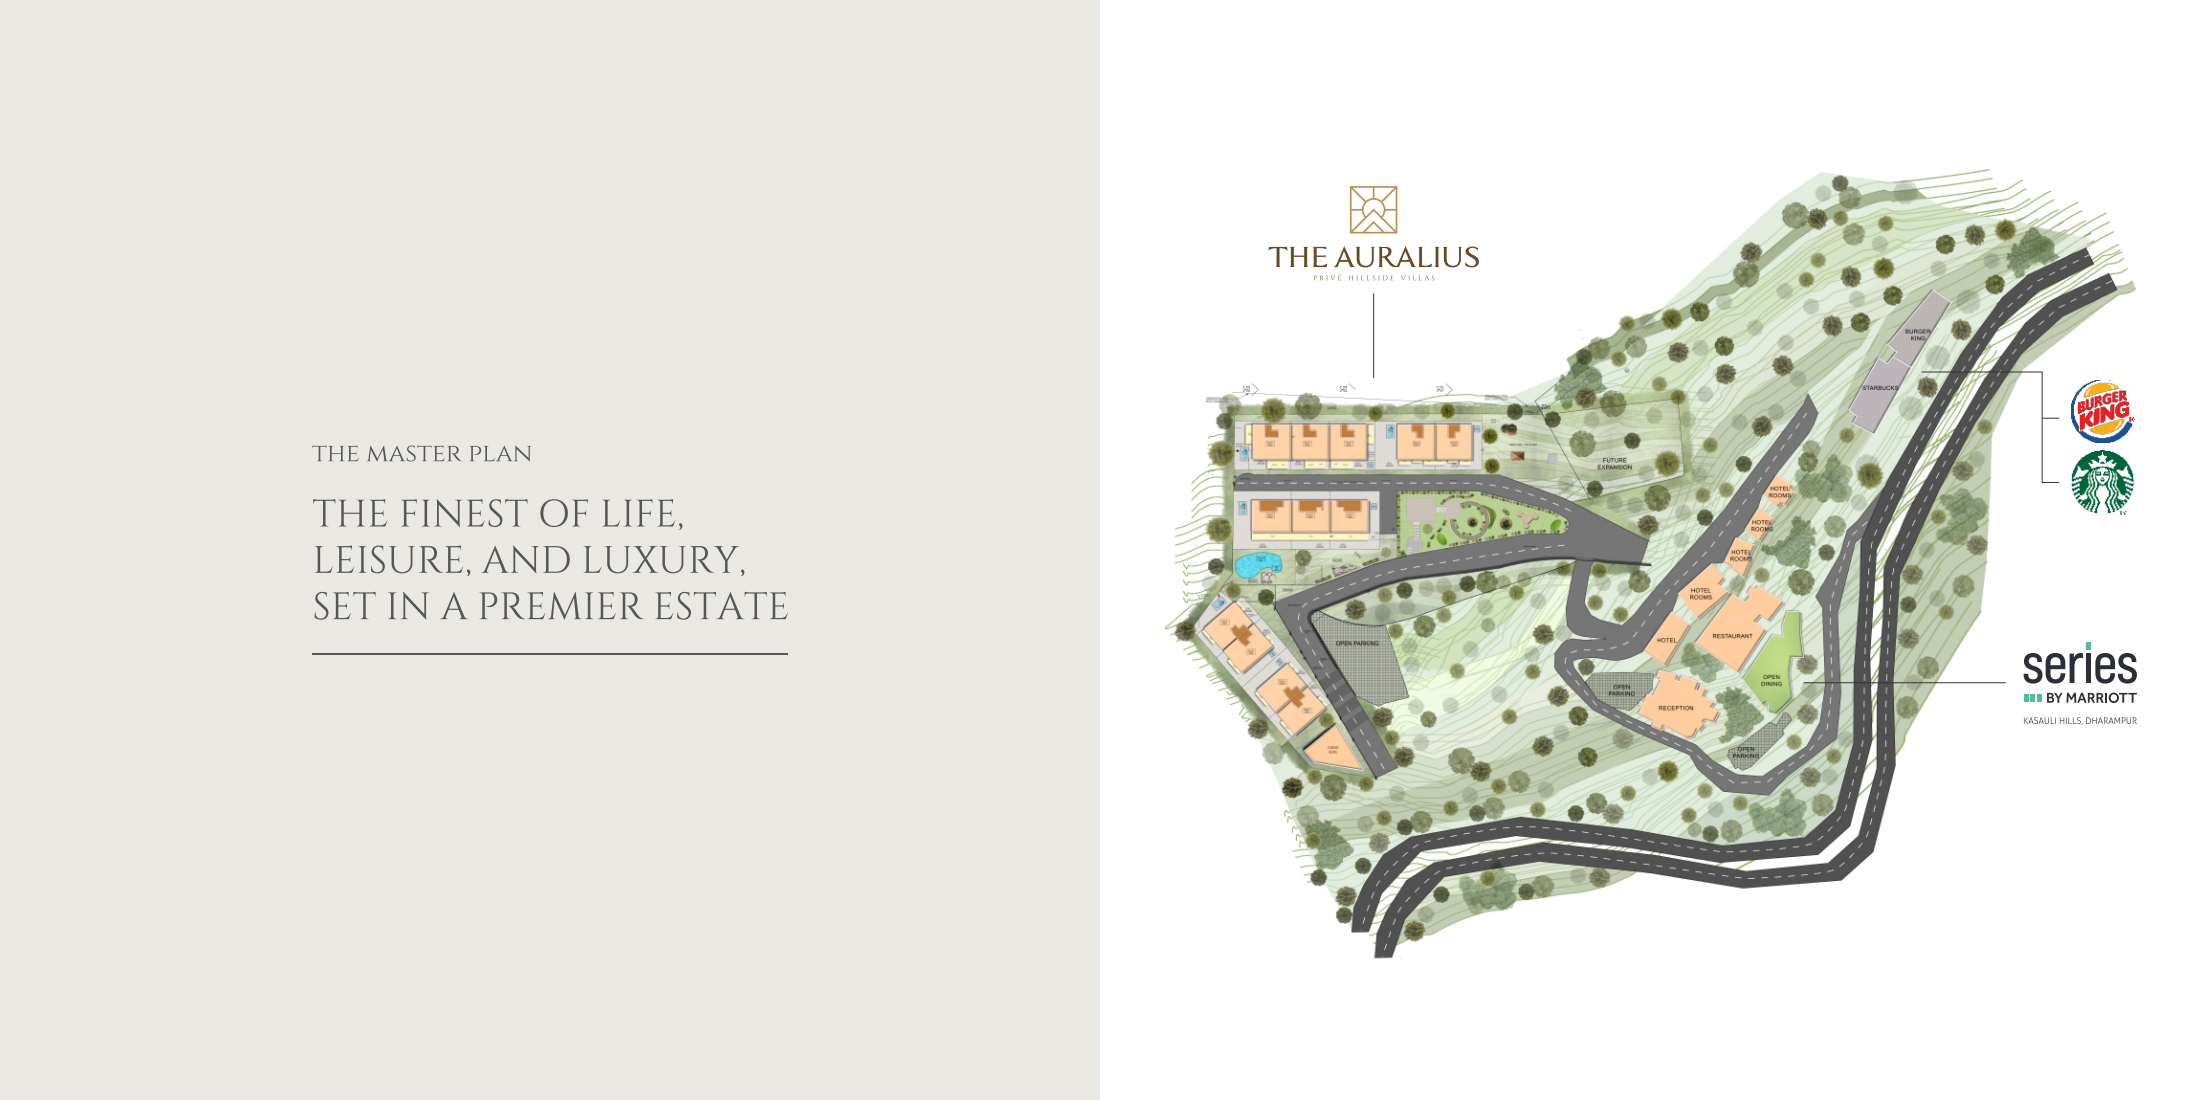 THE MASTER PLAN
THE FINEST OF LIFE,
LEISURE, AND LUXURY,
SET IN A PREMIER ESTATE
THE AURALIUS
PRIVÉ HILLSIDE VILLAS
BURGER
KING
STARBUCKS
BURGER
KING
FUTURE
EXPANSION
HOTEL
ROOMS
HOTEL
ROOMS
HOTEL
ROOMS
HOTEL
ROOMS
HOTEL
RESTAURANT
OPEN PARKING
OPEN
DINING
OPEN
PARKING
RECEPTION
OPEN
PARKING
series
BY MARRIOTT
KASAULI HILLS, DHARAMPUR